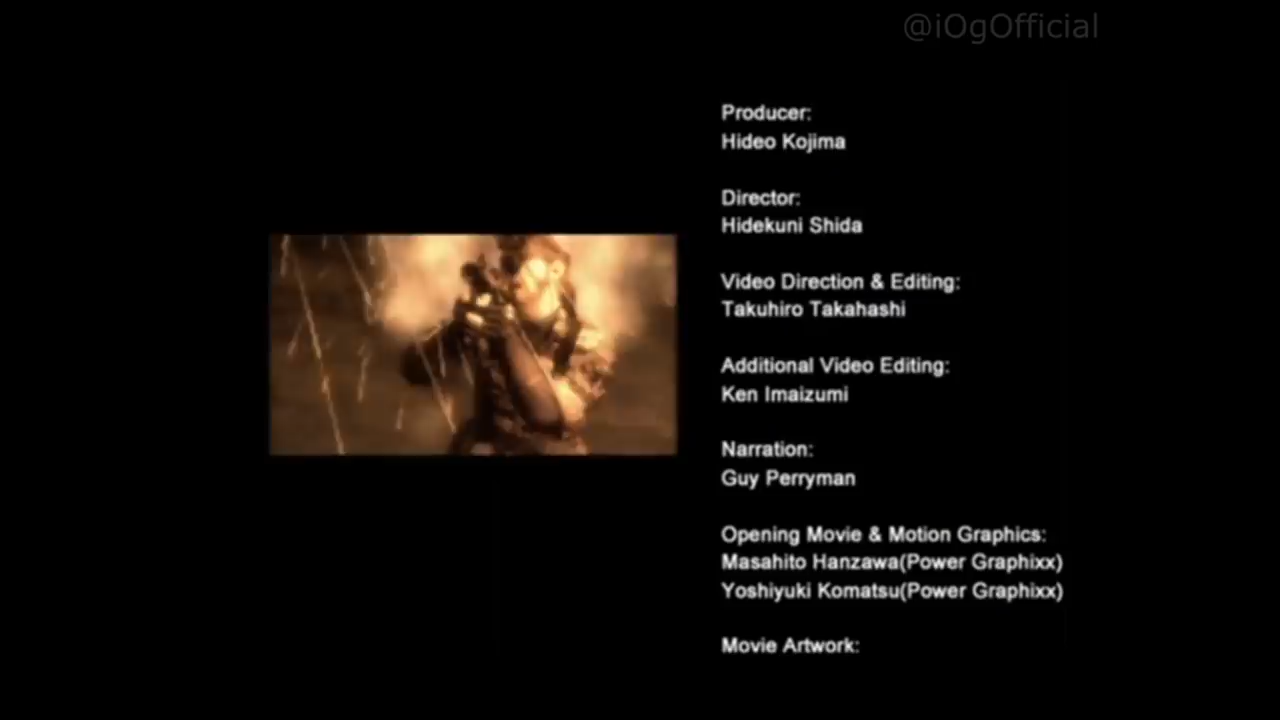 @iOgOfficial
Producer:
Hideo Kojima
Director:
Hidekuni Shida
Video Direction & Editing:
Takuhiro Takahashi
Additional Video Editing:
Ken Imaizumi
Narration:
Guy Perryman
Opening Movie & Motion Graphics:
Masahito Hanzawa(Power Graphixx)
Yoshiyuki Komatsu(Power Graphixx)
Movie Artwork: